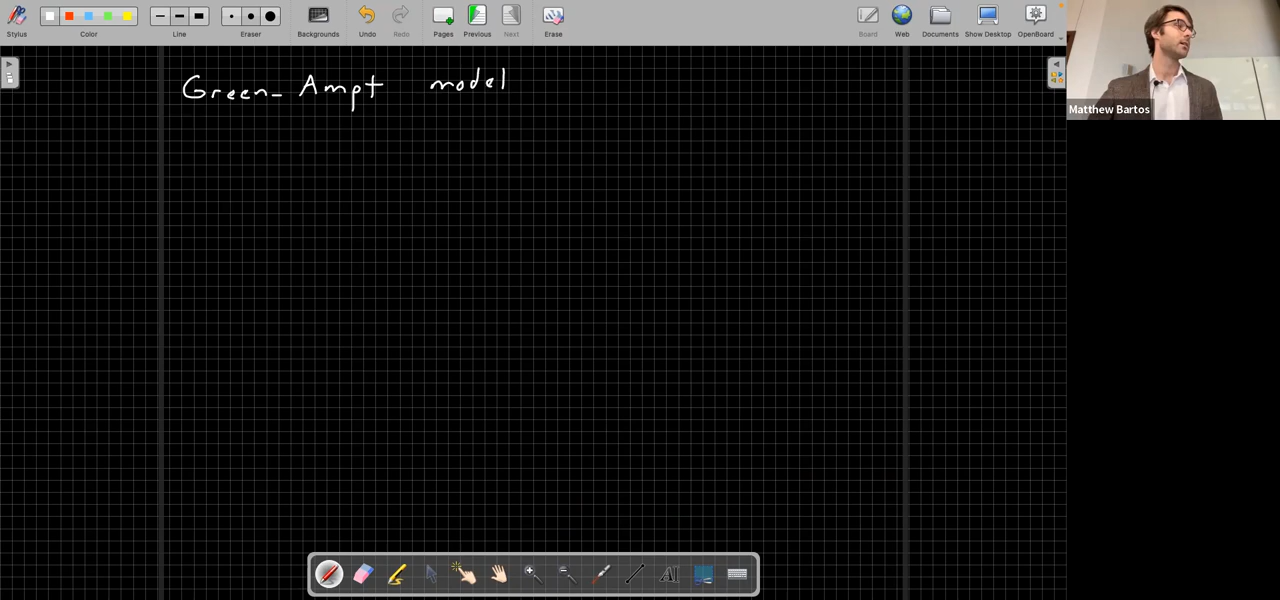 Stylus Color Line Eraser Backgrounds Undo Redo Pages Previous Next Erase Board Web Documents Show Desktop OpenBoard
Green-Ampt model
Matthew Bartos
AI